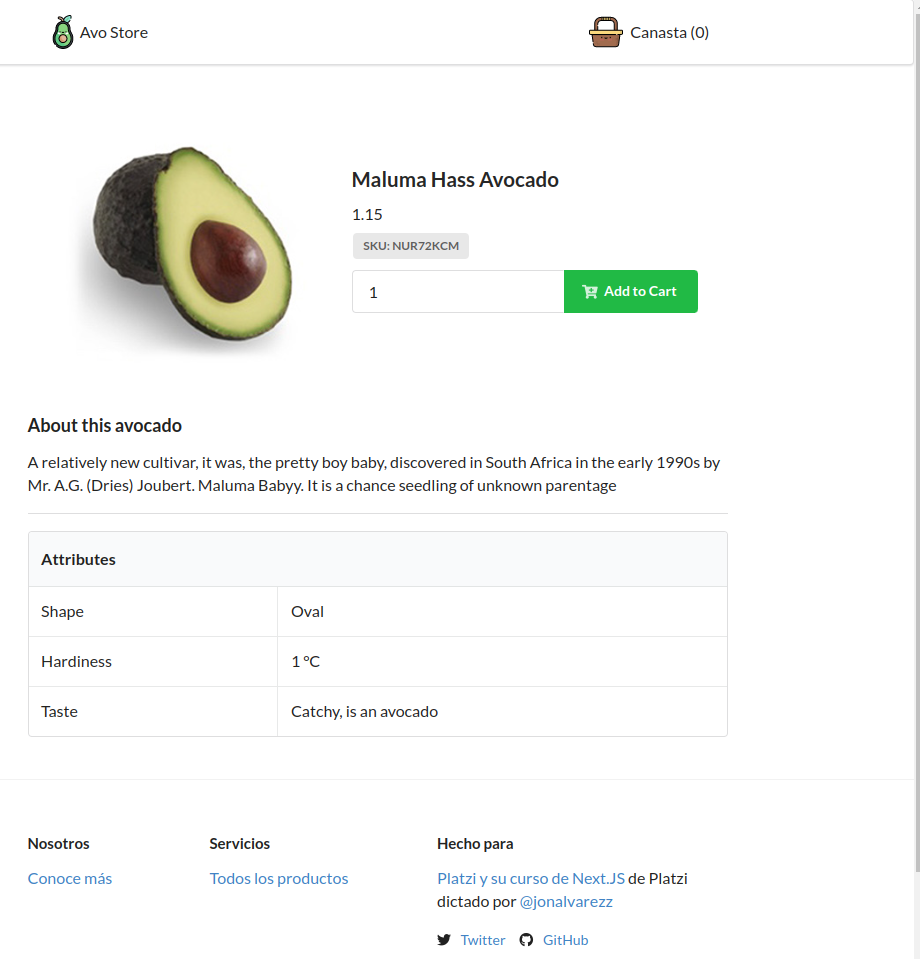 Avo Store
Canasta (0)
Maluma Hass Avocado
1.15
SKU: NUR72KCM
1
Add to Cart
About this avocado
A relatively new cultivar, it was, the pretty boy baby, discovered in South Africa in the early 1990s by
Mr. A.G. (Dries) Joubert. Maluma Babyy. It is a chance seedling of unknown parentage
Attributes
Shape Oval
Hardiness 1 ºC
Taste Catchy, is an avocado
Nosotros
Conoce más
Servicios
Todos los productos
Hecho para
Platzi y su curso de Next.JS de Platzi
dictado por @jonalvarezz
Twitter GitHub